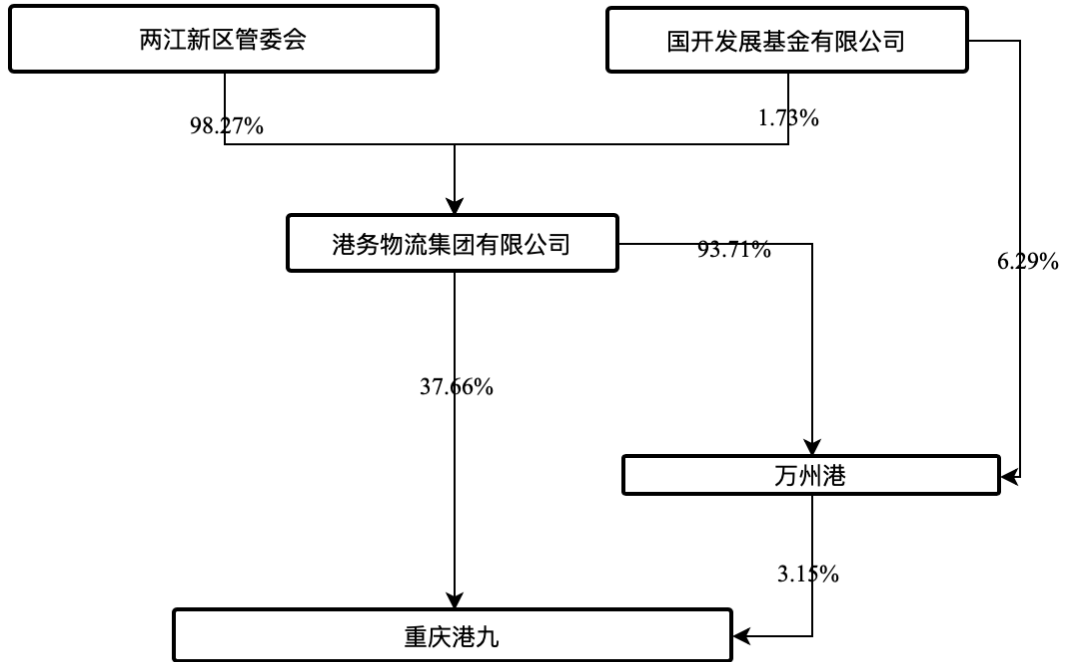 两江新区管委会
国开发展基金有限公司
98.27%
1.73%
港务物流集团有限公司
93.71%
6.29%
37.66%
万州港
3.15%
重庆港九